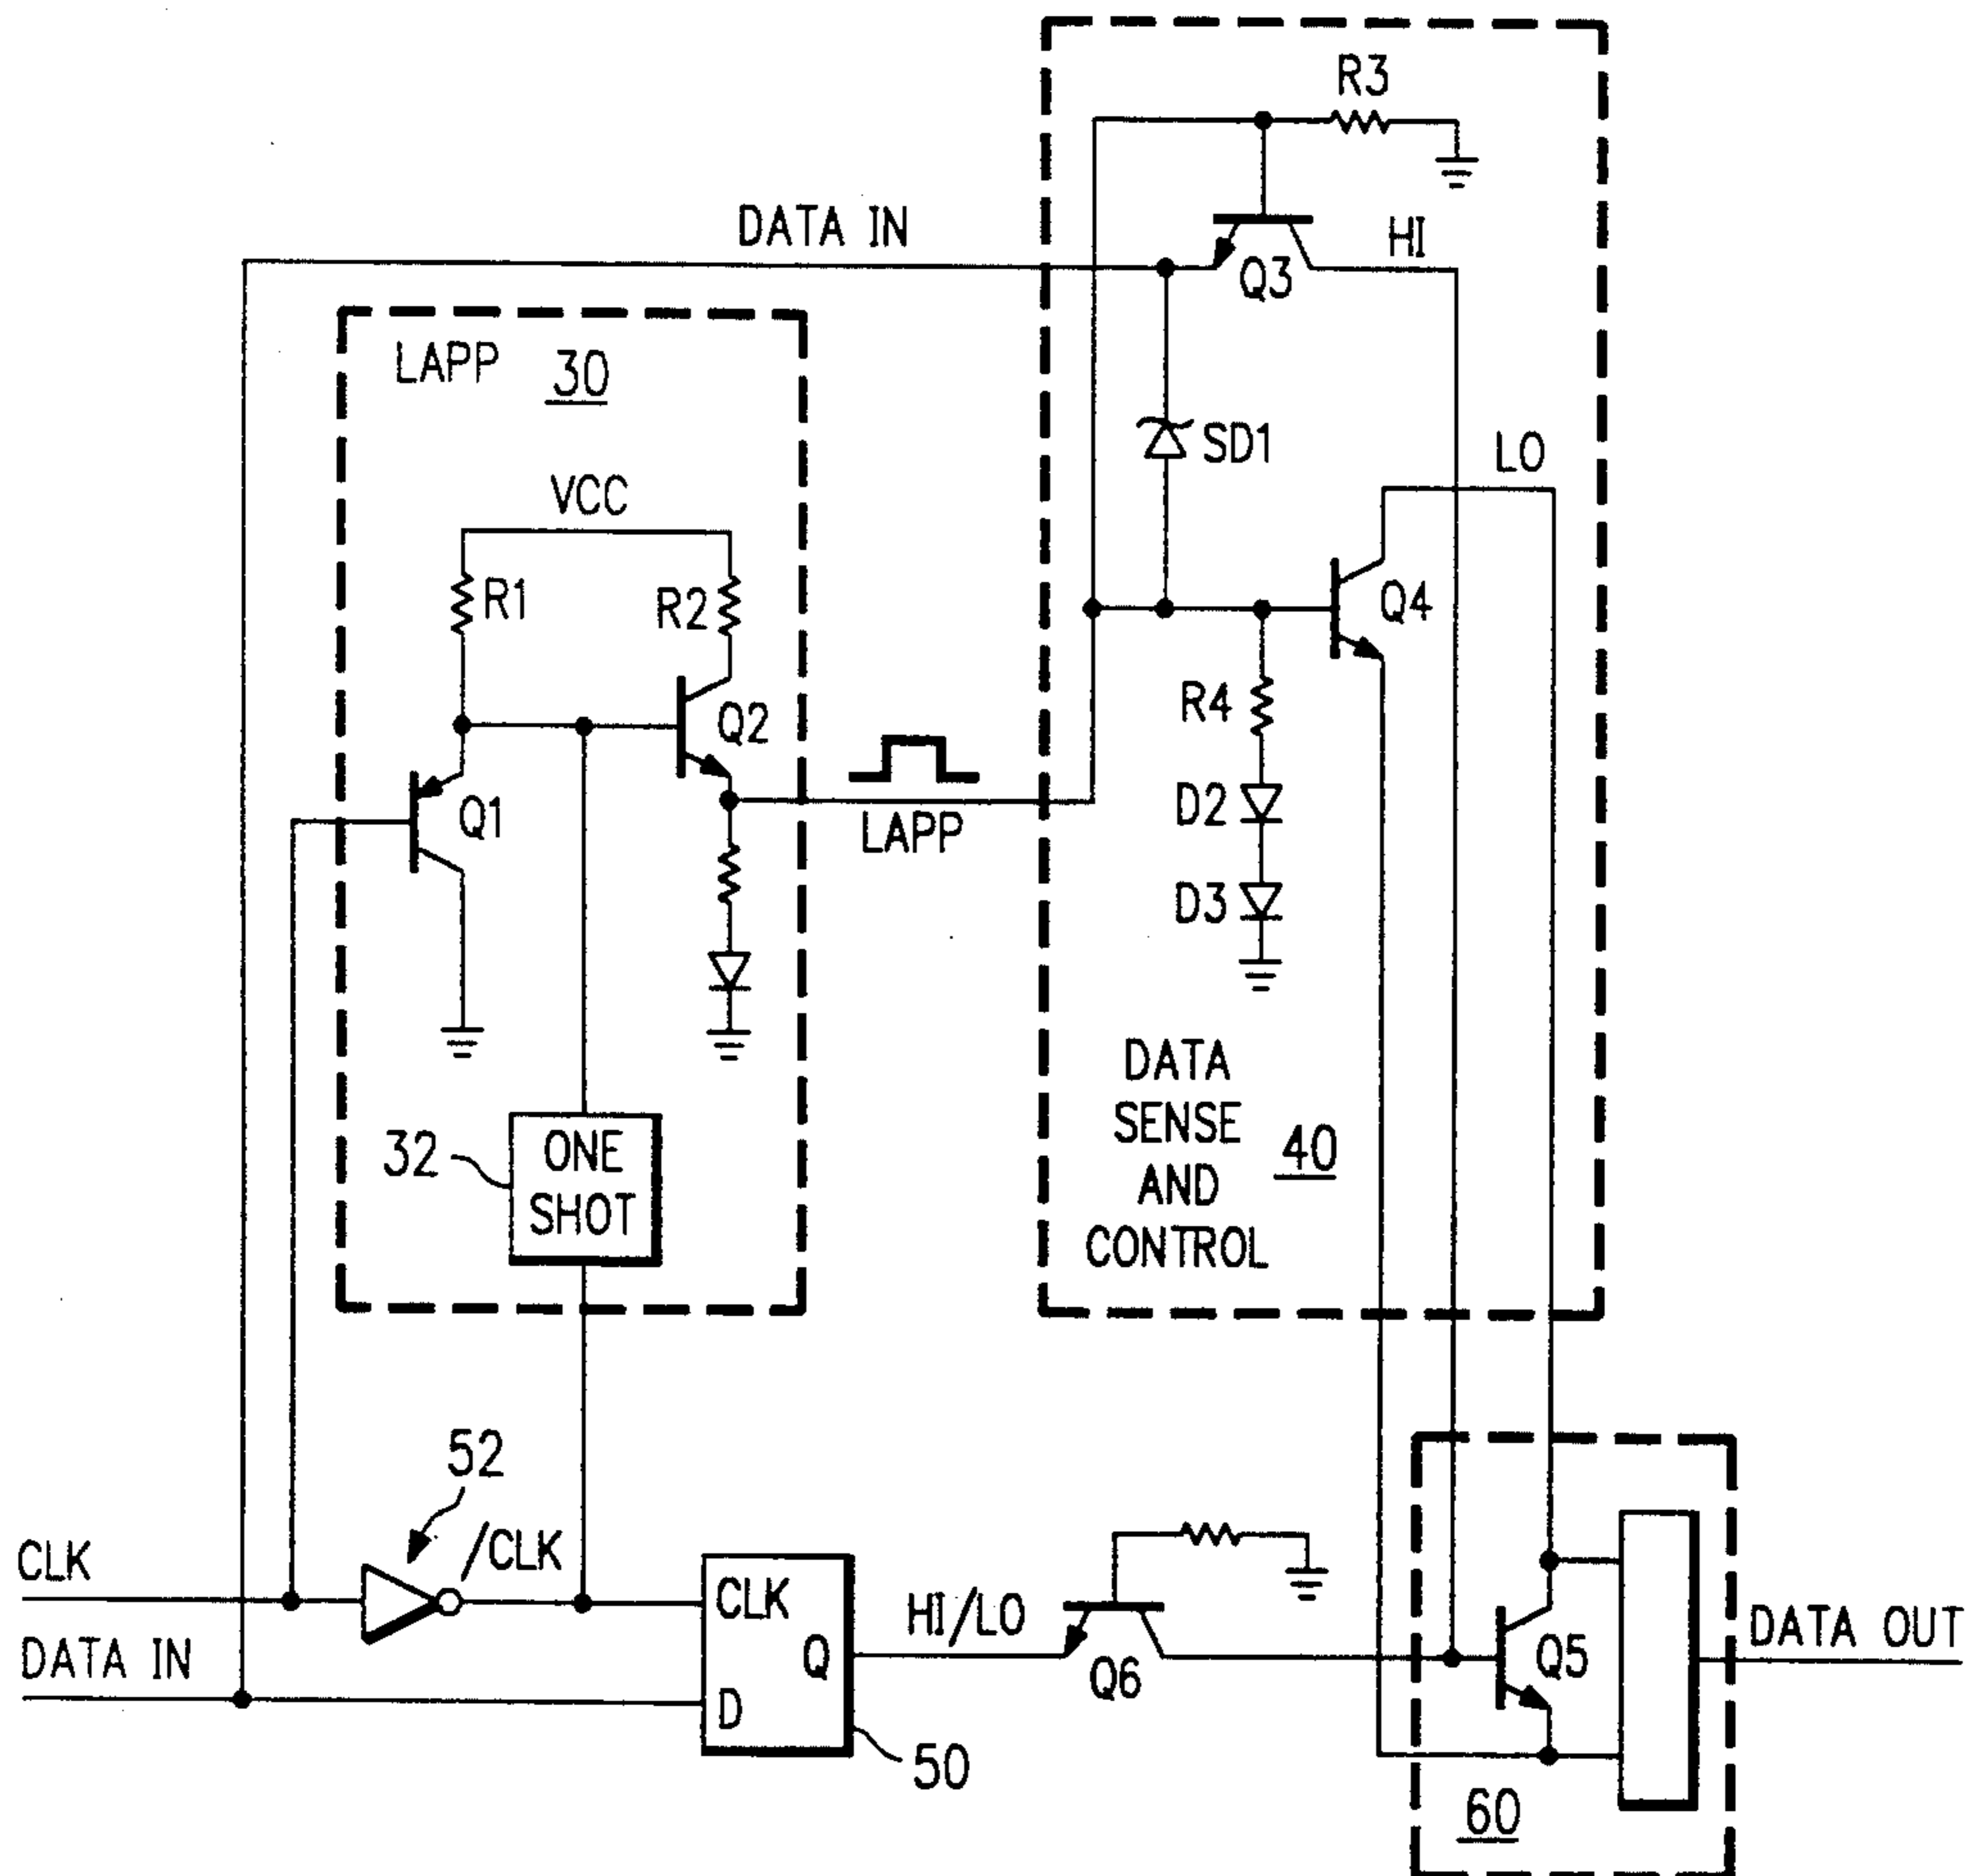 R3
DATA IN
HI
Q3
LAPP
30
SD1
LO
VCC
R1
R2
Q4
Q2
R4
Q1
LAPP
D2
D3
DATA
SENSE
AND
CONTROL
40
32
ONE
SHOT
52
CLK
/CLK
CLK
HI/LO
DATA IN
Q
Q6
Q5
DATA OUT
D
50
60